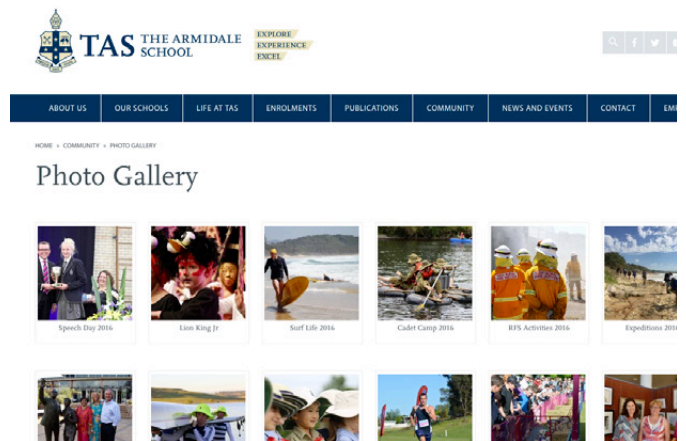 TAS THE ARMIDALE
SCHOOL
EXPLORE
EXPERIENCE
EXCEL
ABOUT US
OUR SCHOOLS
LIFE AT TAS
ENROLMENTS
PUBLICATIONS
COMMUNITY
NEWS AND EVENTS
CONTACT
EM
HOME » COMMUNITY » PHOTO GALLERY
Photo Gallery
Speech Day 2016
Lion King Jr
Surf Life 2016
Cadet Camp 2016
RFS Activities 2016
Expeditions 2016